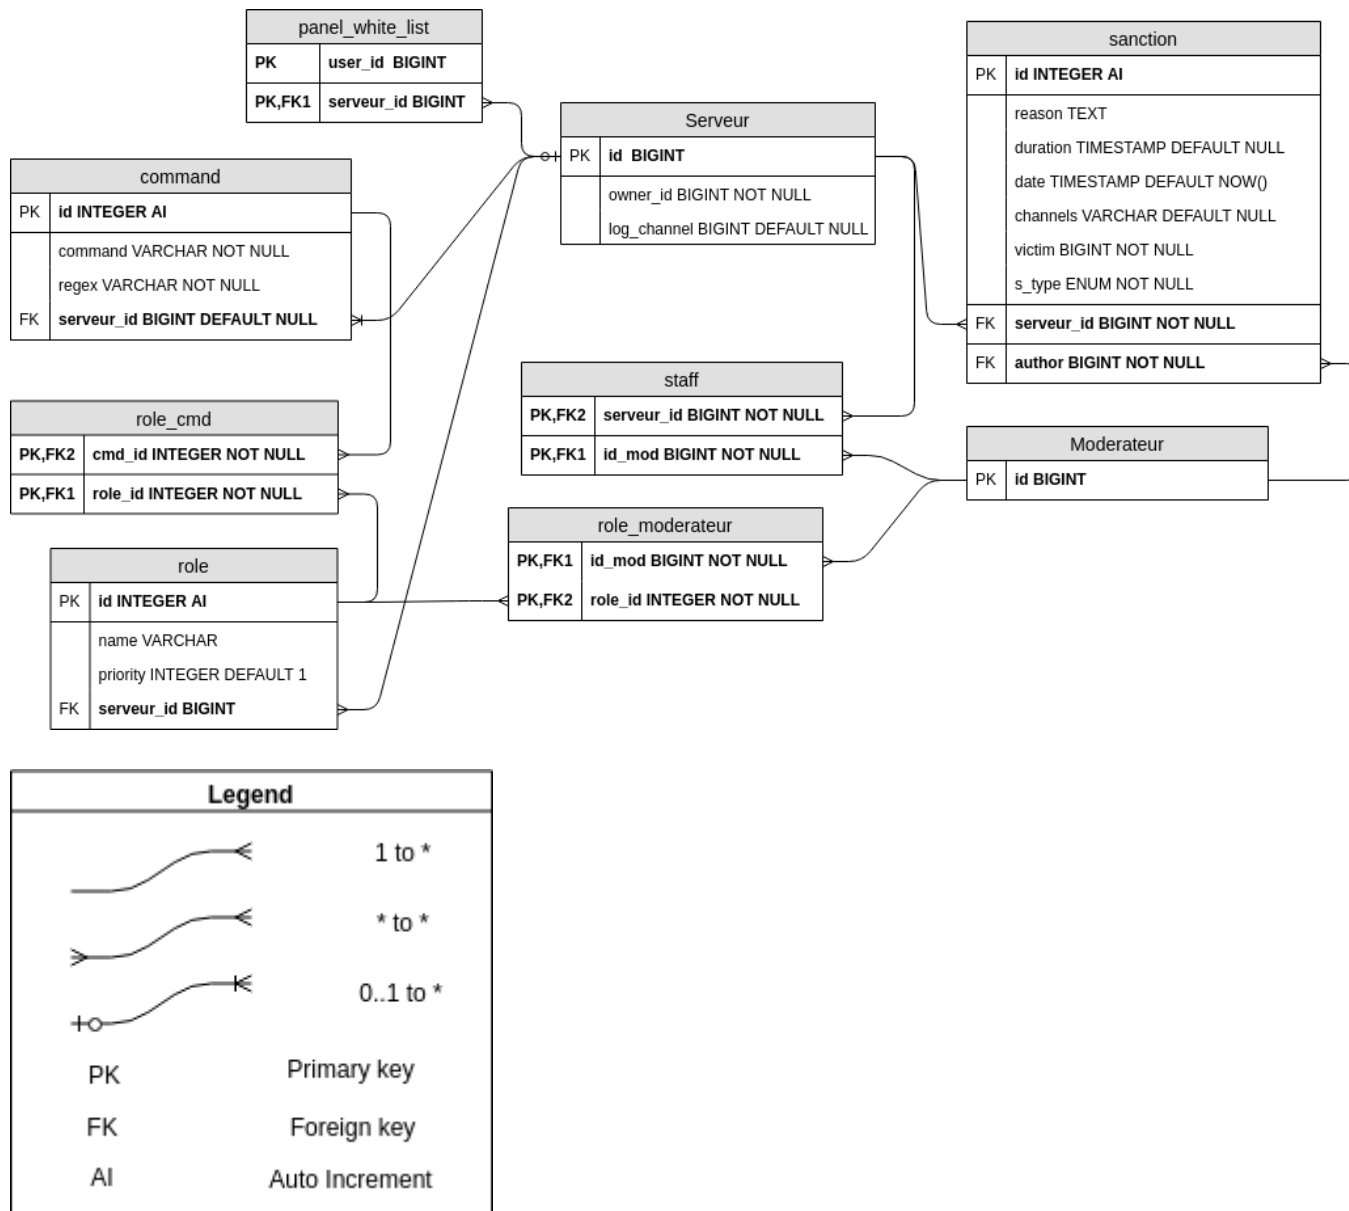 panel_white_list
PK user_id BIGINT
PK,FK1 serveur_id BIGINT
Serveur
PK id BIGINT
owner_id BIGINT NOT NULL
log_channel BIGINT DEFAULT NULL
sanction
PK id INTEGER AI
reason TEXT
duration TIMESTAMP DEFAULT NULL
date TIMESTAMP DEFAULT NOW()
channels VARCHAR DEFAULT NULL
victim BIGINT NOT NULL
s_type ENUM NOT NULL
FK serveur_id BIGINT NOT NULL
FK author BIGINT NOT NULL
command
PK id INTEGER AI
command VARCHAR NOT NULL
regex VARCHAR NOT NULL
FK serveur_id BIGINT DEFAULT NULL
staff
PK,FK2 serveur_id BIGINT NOT NULL
PK,FK1 id_mod BIGINT NOT NULL
Moderateur
PK id BIGINT
role_cmd
PK,FK2 cmd_id INTEGER NOT NULL
PK,FK1 role_id INTEGER NOT NULL
role_moderateur
PK,FK1 id_mod BIGINT NOT NULL
PK,FK2 role_id INTEGER NOT NULL
role
PK id INTEGER AI
name VARCHAR
priority INTEGER DEFAULT 1
FK serveur_id BIGINT
Legend
1 to *
* to *
0..1 to *
PK Primary key
FK Foreign key
AI Auto Increment